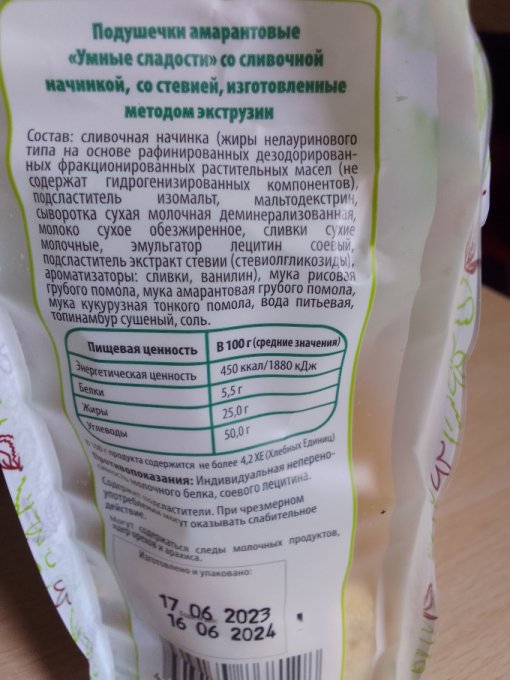 Подушечки амарантовые
«Умные сладости» со сливочной
начинкой, со стевией, изготовленные
методом экструзии
Состав: сливочная начинка (жиры нелауринового
типа на основе рафинированных дезодорирован-
ных фракционированных растительных масел (не
содержат гидрогенизированных компонентов),
подсластитель изомальт, мальтодекстрин,
сыворотка сухая молочная деминерализованная,
молоко сухое обезжиренное, сливки сухие
молочные, эмульгатор лецитин соевый,
подсластитель экстракт стевии (стевиолгликозиды),
ароматизаторы: сливки, ванилин), мука рисовая
грубого помола, мука амарантовая грубого помола,
мука кукурузная тонкого помола, вода питьевая,
топинамбур сушеный, соль.
Пищевая ценность В 100 г (средние значения)
Энергетическая ценность 450 ккал/1880 кДж
Белки 5,5 г
Жиры 25,0 г
Углеводы 50,0 г
В 100 г продукта содержится не более 4,2 ХЕ (Хлебных Единиц)
Противопоказания: Индивидуальная неперено-
симость молочного белка, соевого лецитина.
Содержит подсластители. При чрезмерном
употреблении могут оказывать слабительное
действие.
Могут содержаться следы молочных продуктов,
ядер орехов и арахиса.
Изготовлено и упаковано:
17 06 2023
16 06 2024